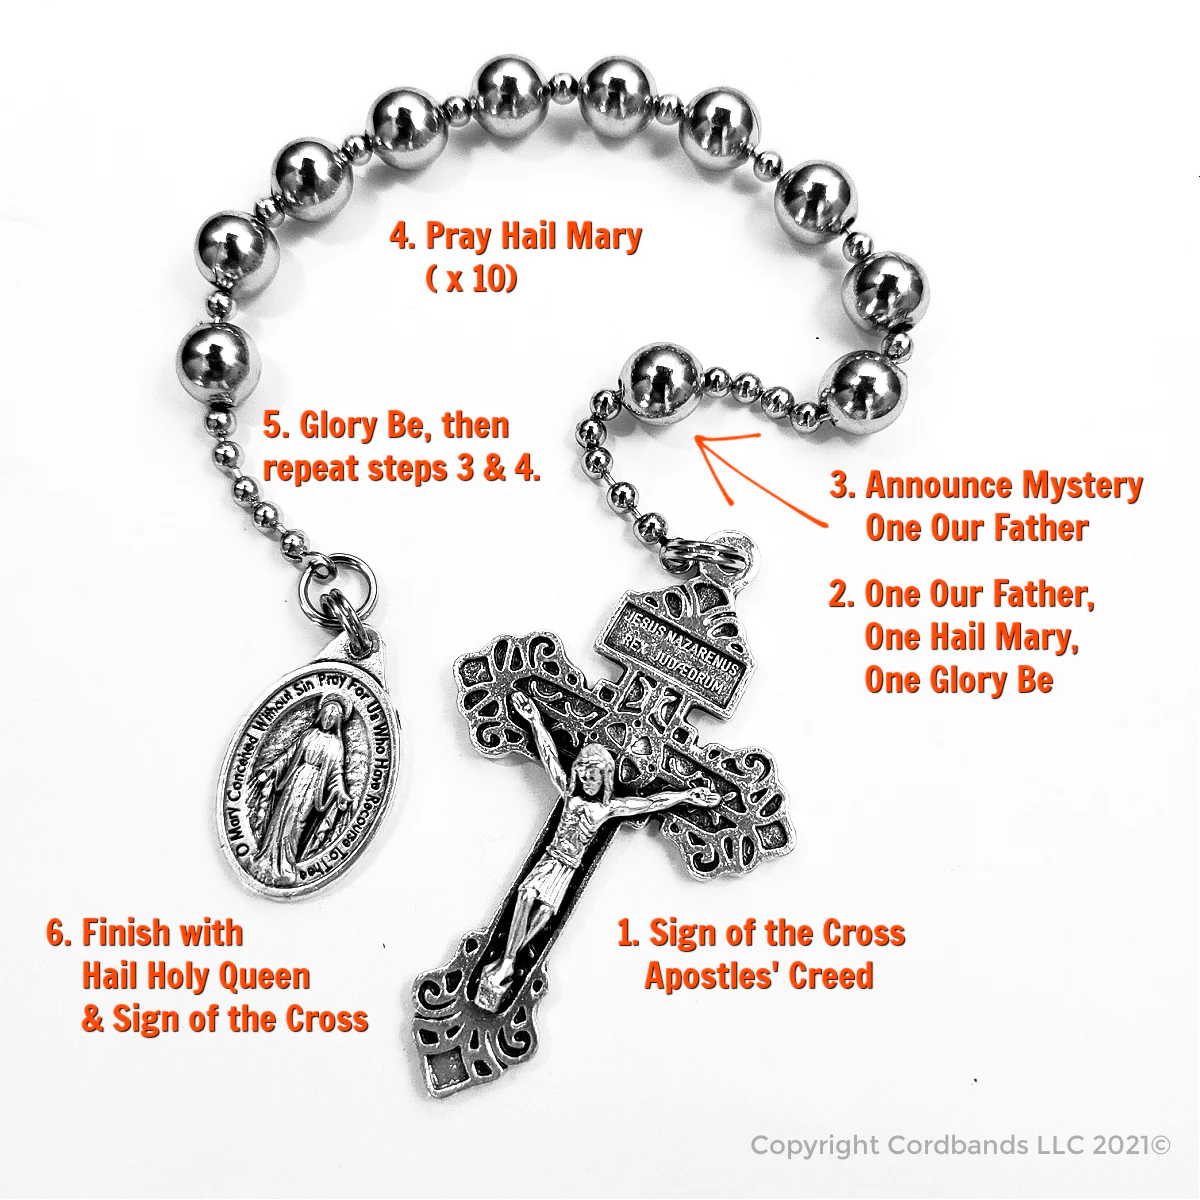 4. Pray Hail Mary
( x 10)
5. Glory Be, then
repeat steps 3 & 4.
3. Announce Mystery
One Our Father
2. One Our Father,
One Hail Mary,
One Glory Be
JESUS NAZARENUS
REX JUDÆORUM
O Mary Conceived Without Sin Pray For Us Who Have Recourse To Thee
6. Finish with
Hail Holy Queen
& Sign of the Cross
1. Sign of the Cross
Apostles' Creed
Copyright Cordbands LLC 2021©